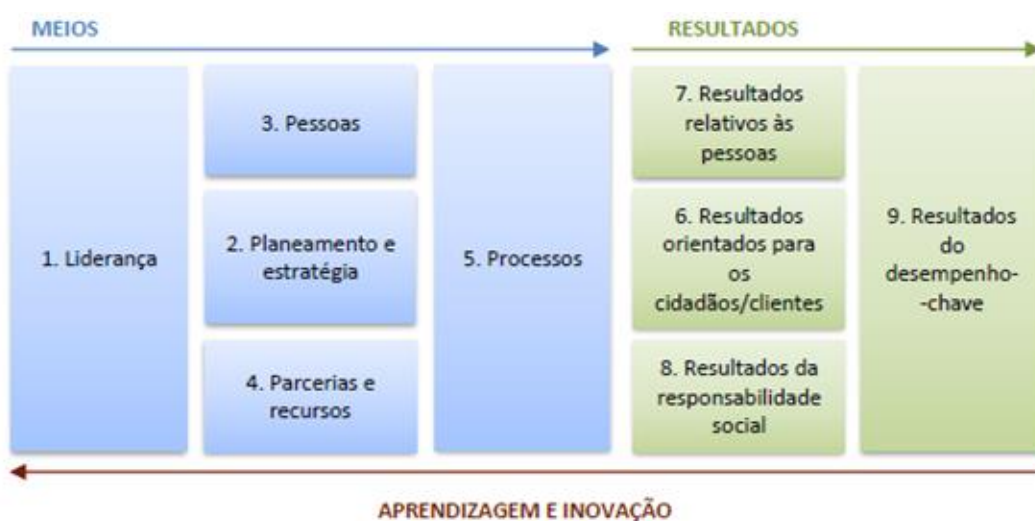 MEIOS
RESULTADOS
1. Liderança
3. Pessoas
2. Planeamento e
estratégia
4. Parcerias e
recursos
5. Processos
7. Resultados
relativos às
pessoas
6. Resultados
orientados para
os
cidadãos/clientes
8. Resultados da
responsabilidade
social
9. Resultados
do
desempenho-
-chave
APRENDIZAGEM E INOVAÇÃO